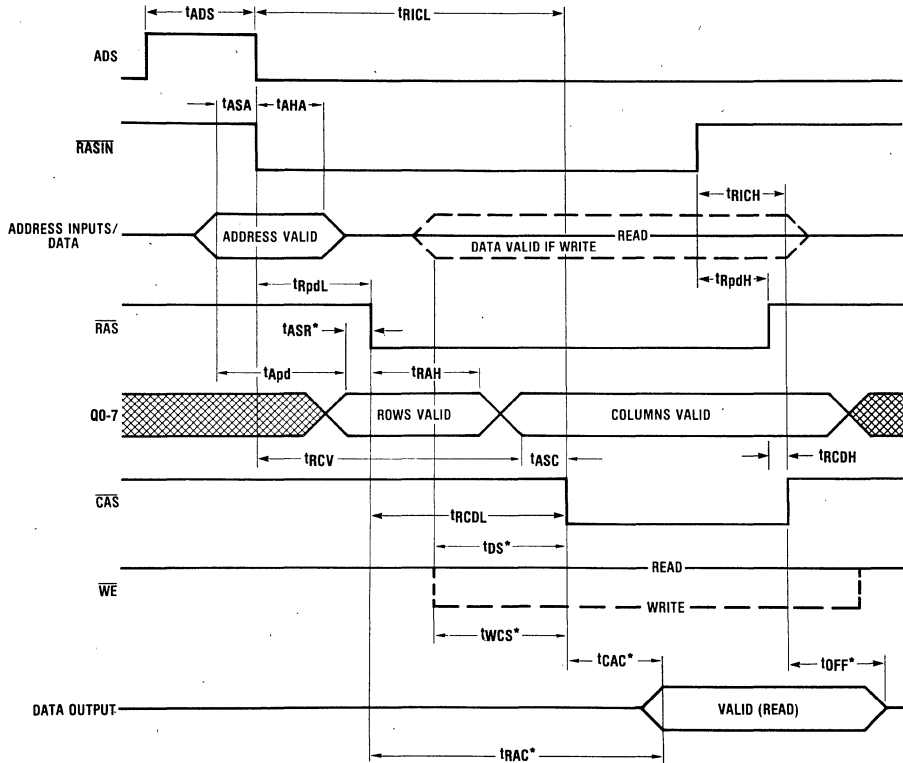 tADS
tRICL
ADS
tASA
tAHA
RASIN
tRICH
ADDRESS INPUTS/
DATA
ADDRESS VALID
READ
DATA VALID IF WRITE
tRpdL
tRpdH
RAS
tASR*
tApd
tRAH
Q0-7
ROWS VALID
COLUMNS VALID
tRCV
tASC
tRCDH
CAS
tRCDL
tDS*
READ
WE
WRITE
tWCS*
tCAC*
tOFF*
DATA OUTPUT
VALID (READ)
tRAC*